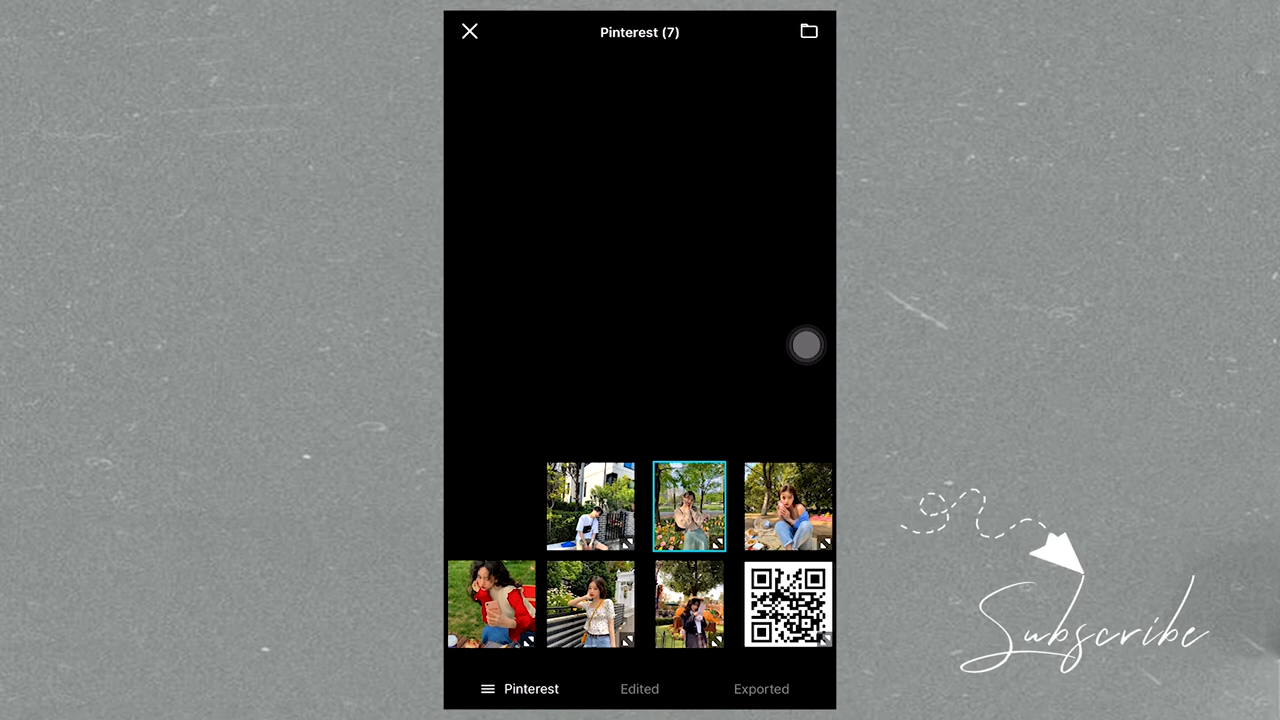 Pinterest (7)
Pinterest
Edited
Exported
Subscribe